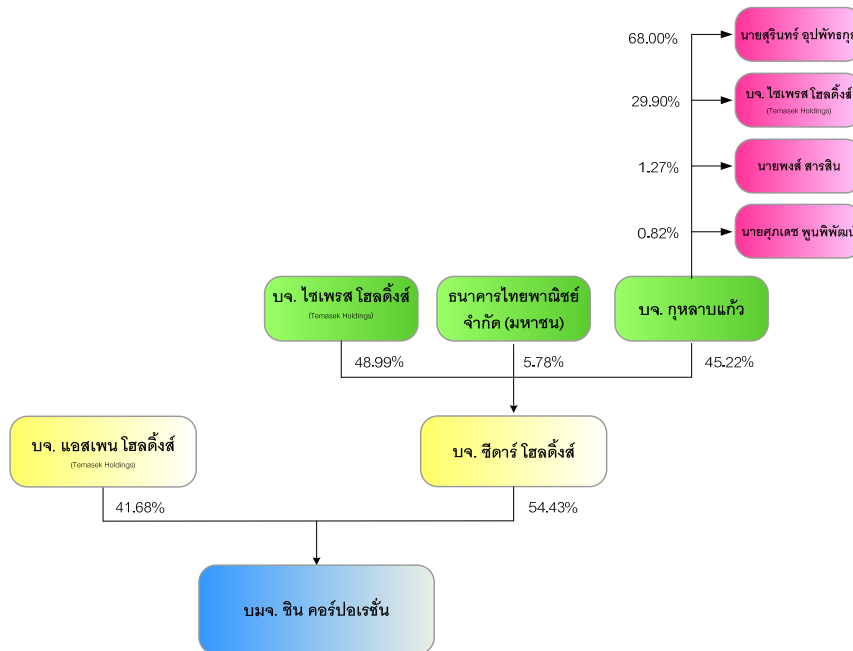 68.00%
นายสุรินทร์
29.90%
บจ. ไซเพรส โฮลดิ้งส์
(Temasek Holdings)
1.27%
นายพงส์ สารสิน
0.82%
นายศุภเดช พูนพิพัฒน์
บจ. ไซเพรส โฮลดิ้งส์
(Temasek Holdings)
ธนาคารไทยพาณิชย์
จำกัด (มหาชน)
บจ. กุหลาบแก้ว
48.99%
5.78%
45.22%
บจ. แอสเพน โฮลดิ้งส์
(Temasek Holdings)
บจ. ซีดาร์ โฮลดิ้งส์
41.68%
54.43%
บมจ. ชิน คอร์ปอเรชั่น